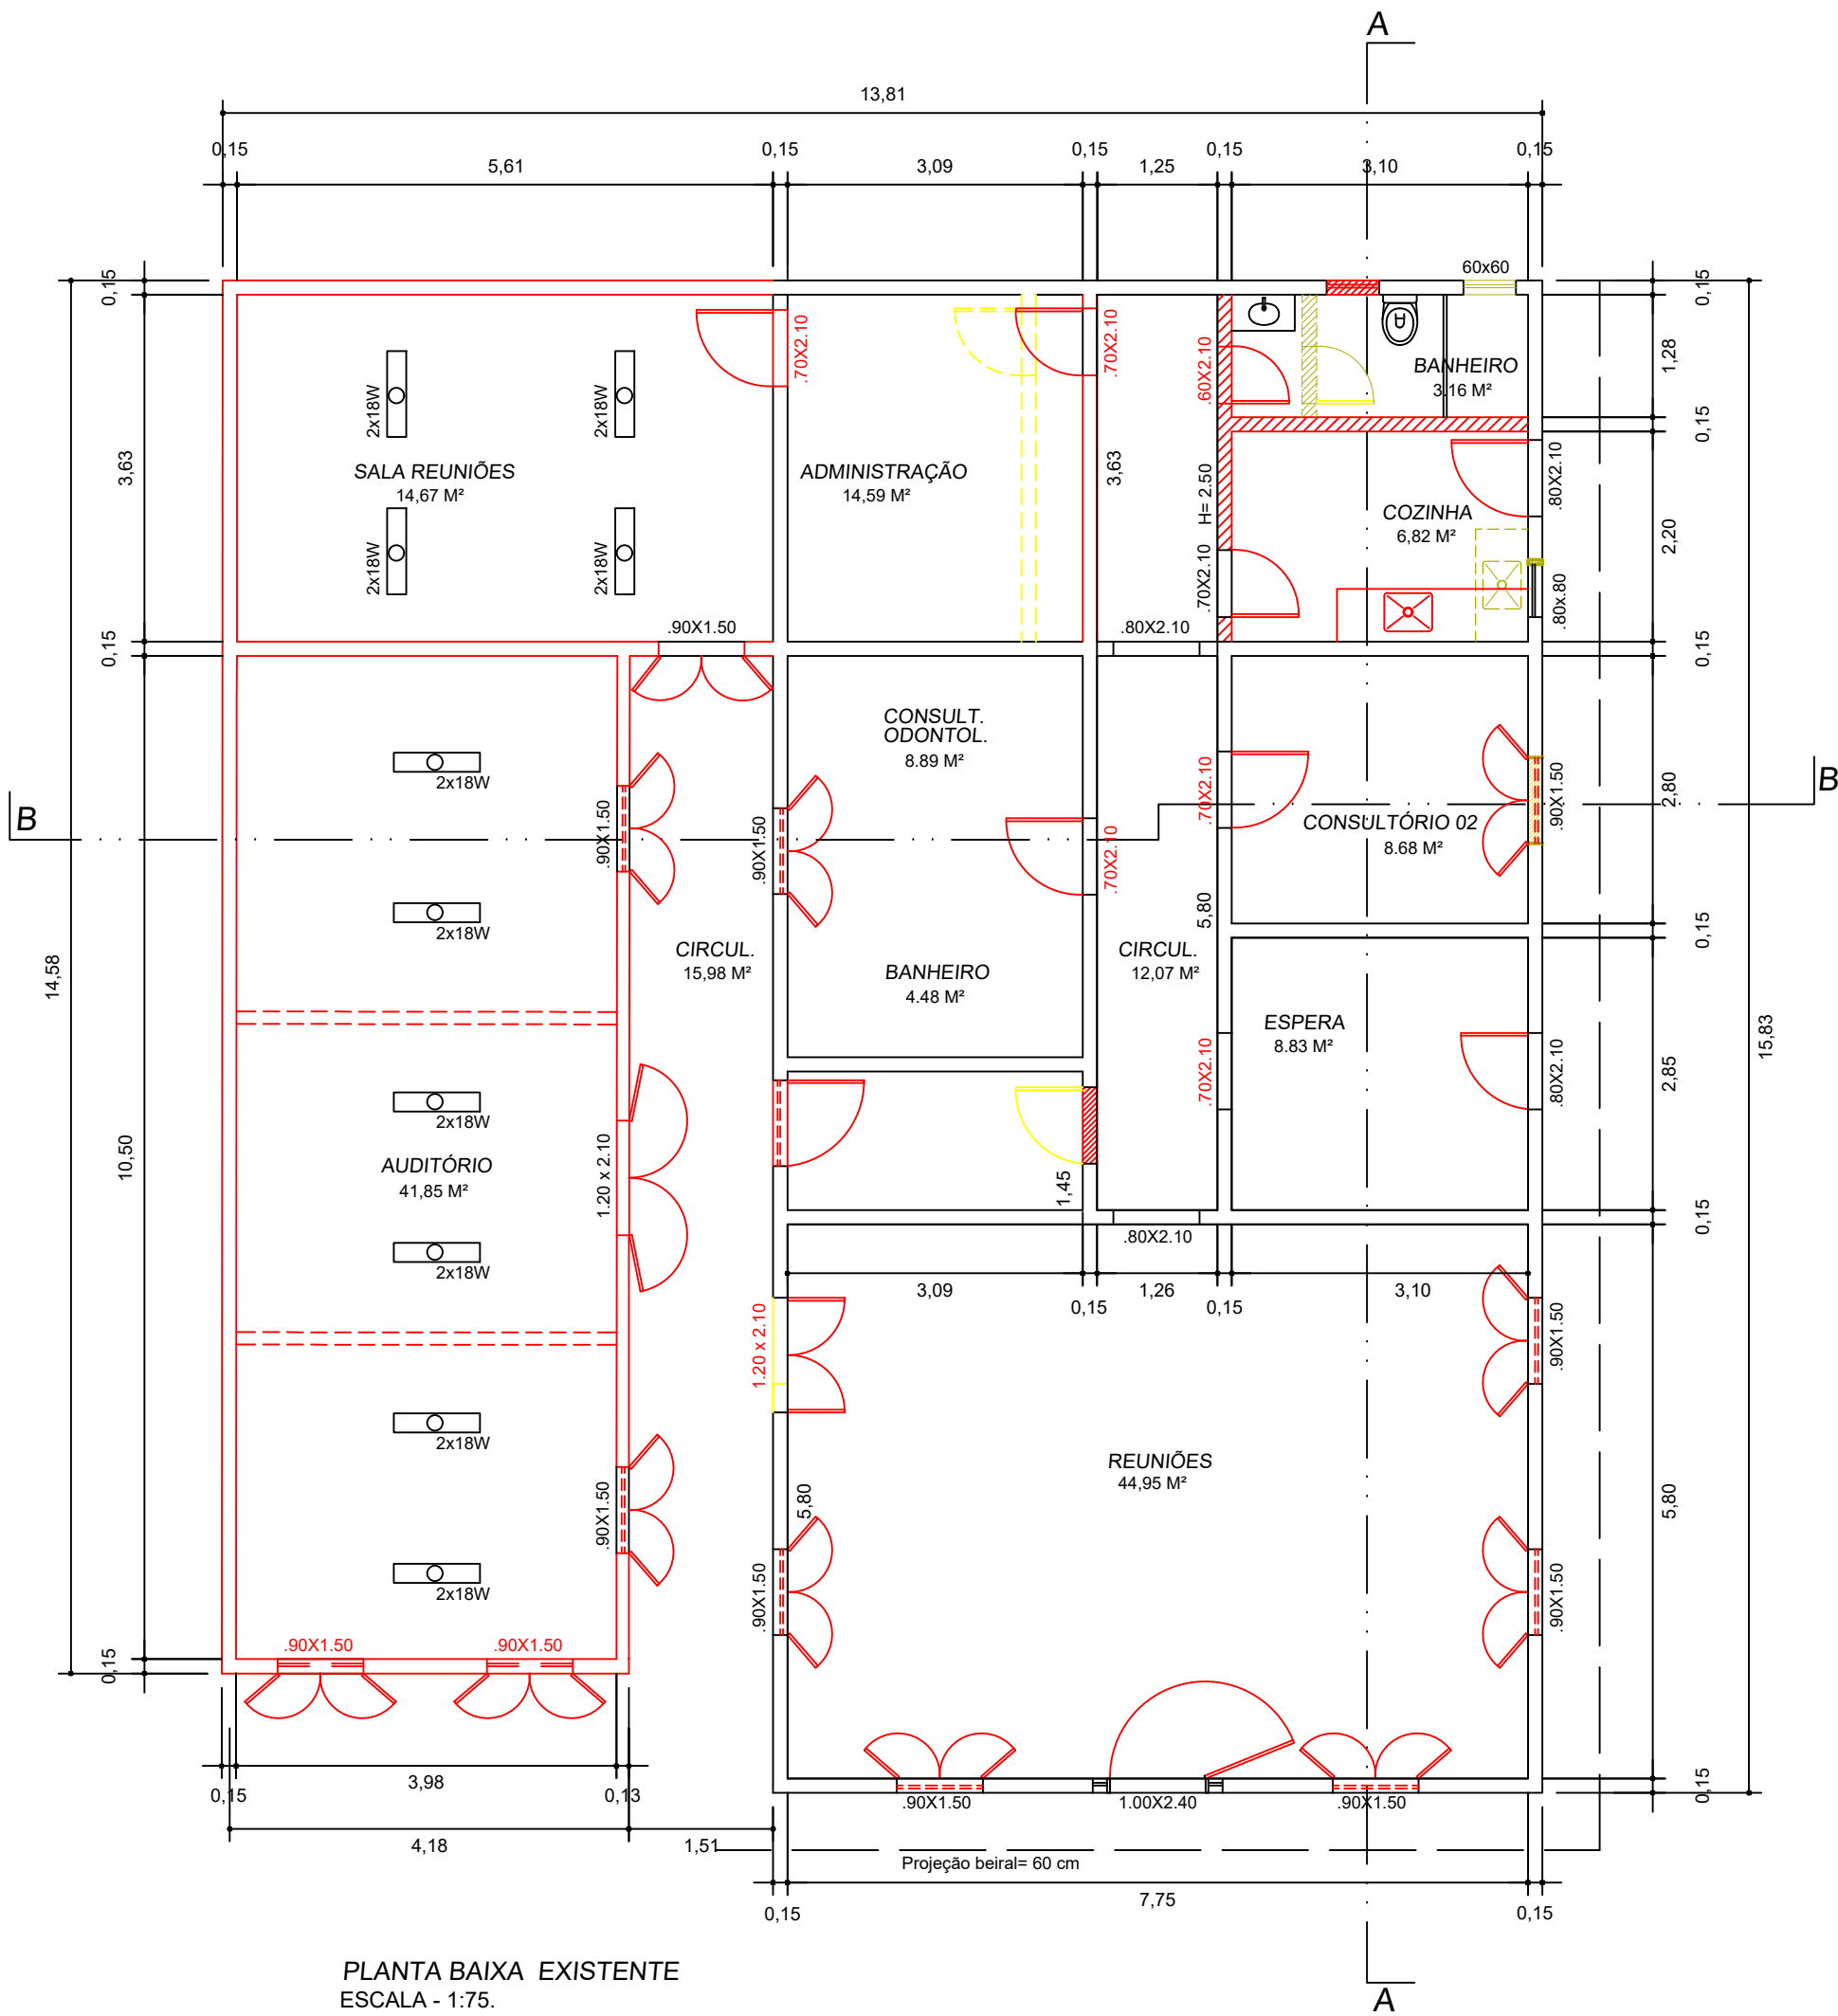 A
13,81
0,15
0,15
0,15
0,15
0,15
5,61
3,09
1,25
3,10
60x60
0,15
0,15
.70X2.10
.70X2.10
.60X2.10
BANHEIRO
3.16 M²
1,28
2x18W
2x18W
0,15
3,63
SALA REUNIÕES
14,67 M²
ADMINISTRAÇÃO
14,59 M²
3,63
H= 2.50
.80X2.10
COZINHA
6,82 M²
2,20
2x18W
2x18W
.70X2.10
.80x.80
0,15
.90X1.50
.80X2.10
0,15
CONSULT.
ODONTOL.
8.89 M²
2x18W
.90X1.50
.90X1.50
.70X2.10
.70X2.10
CONSULTÓRIO 02
8.68 M²
.90X1.50
2,80
B
B
2x18W
5,80
CIRCUL.
15,98 M²
CIRCUL.
12,07 M²
0,15
14,58
BANHEIRO
4.48 M²
ESPERA
8.83 M²
15,83
2x18W
.70X2.10
.80X2.10
2,85
10,50
AUDITÓRIO
41,85 M²
1.20 x 2.10
1,45
0,15
2x18W
.80X2.10
3,09
1,26
3,10
0,15
0,15
1.20 x 2.10
.90X1.50
2x18W
REUNIÕES
44,95 M²
5,80
5,80
.90X1.50
.90X1.50
.90X1.50
2x18W
.90X1.50
.90X1.50
0,15
3,98
0,15
0,13
.90X1.50
1.00X2.40
.90X1.50
0,15
4,18
1,51
Projeção beiral= 60 cm
7,75
0,15
0,15
PLANTA BAIXA EXISTENTE
ESCALA - 1:75.
A